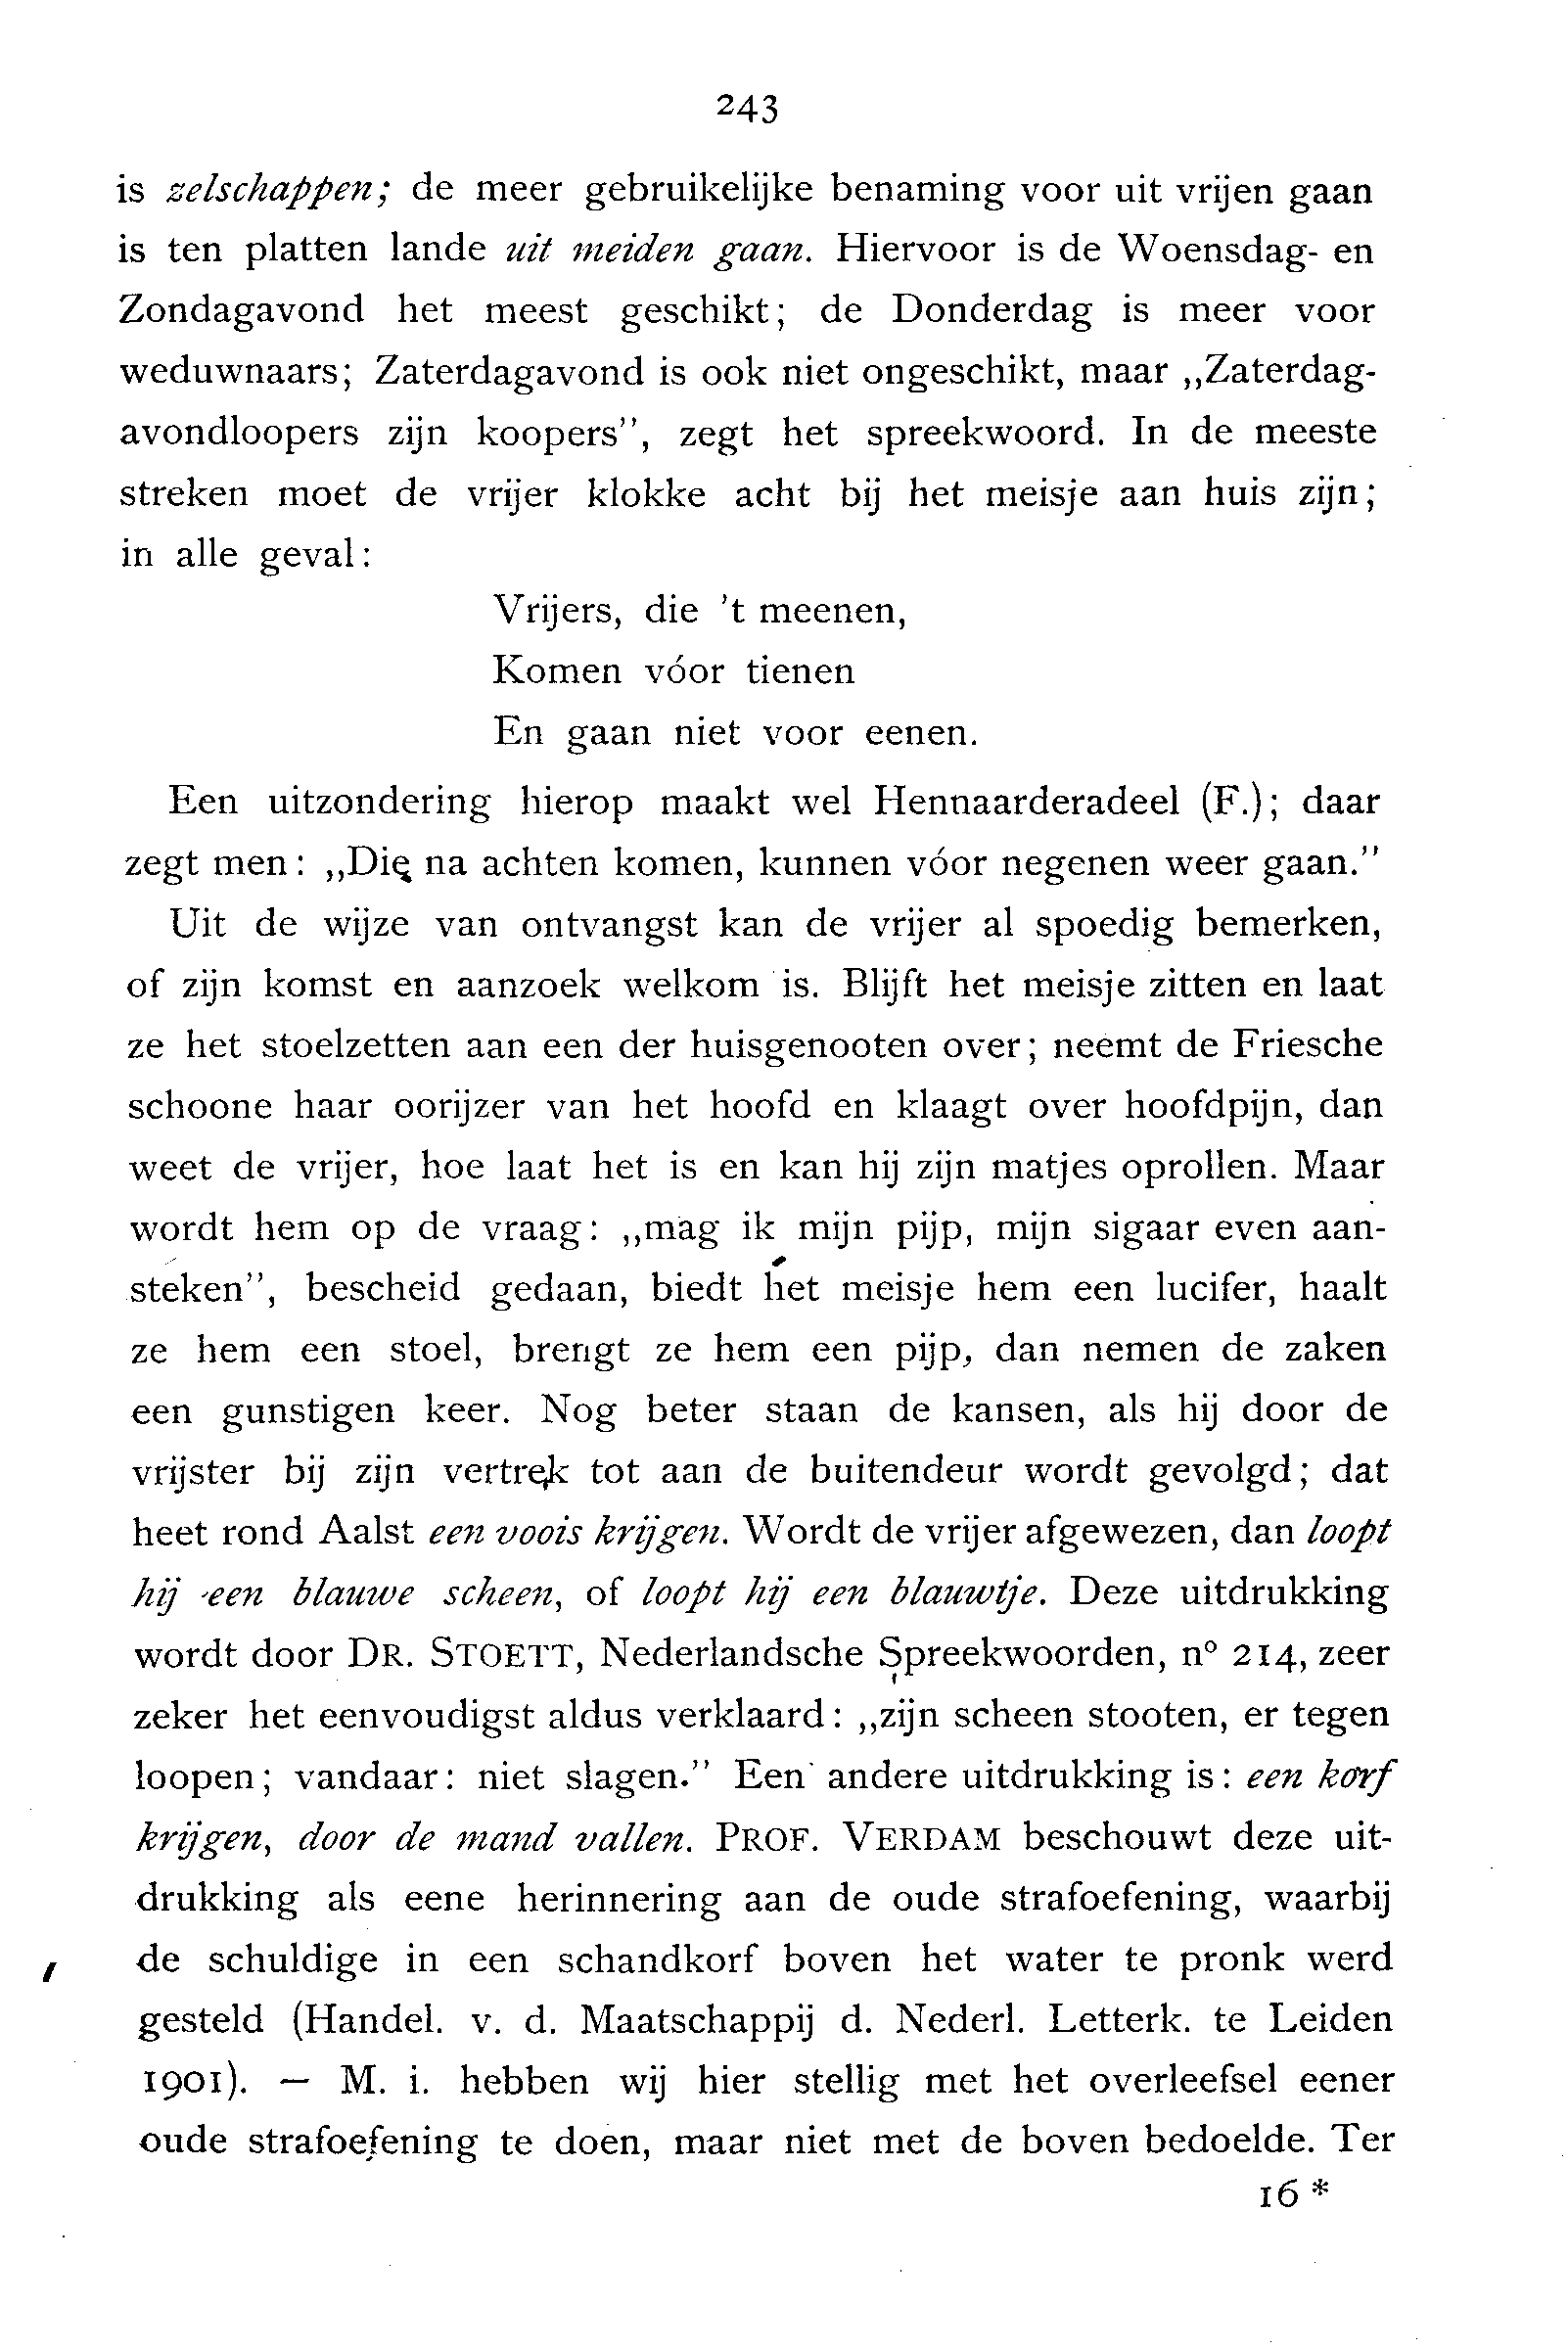 243
is zelschappen; de meer gebruikelijke benaming voor uit vrijen gaan
is ten platten lande uit meiden gaan. Hiervoor is de Woensdag- en
Zondagavond het meest geschikt; de Donderdag is meer voor
weduwnaars; Zaterdagavond is ook niet ongeschikt, maar „Zaterdag-
avondloopers zijn koopers”, zegt het spreekwoord. In de meeste
streken moet de vrijer klokke acht bij het meisje aan huis zijn;
in alle geval:
Vrijers, die ’t meenen,
Komen vóor tienen
En gaan niet voor eenen.
Een uitzondering hierop maakt wel Hennaarderadeel (F.); daar
zegt men: „Die na achten komen, kunnen vóor negenen weer gaan.”
Uit de wijze van ontvangst kan de vrijer al spoedig bemerken,
of zijn komst en aanzoek welkom is. Blijft het meisje zitten en laat
ze het stoelzetten aan een der huisgenooten over; neemt de Friesche
schoone haar oorijzer van het hoofd en klaagt over hoofdpijn, dan
weet de vrijer, hoe laat het is en kan hij zijn matjes oprollen. Maar
wordt hem op de vraag: „mag ik mijn pijp, mijn sigaar even aan-
steken”, bescheid gedaan, biedt het meisje hem een lucifer, haalt
ze hem een stoel, brengt ze hem een pijp, dan nemen de zaken
een gunstigen keer. Nog beter staan de kansen, als hij door de
vrijster bij zijn vertrek tot aan de buitendeur wordt gevolgd; dat
heet rond Aalst een voois krijgen. Wordt de vrijer afgewezen, dan loopt
hij een blauwe scheen, of loopt hij een blauwtje. Deze uitdrukking
wordt door DR. STOETT, Nederlandsche Spreekwoorden, n° 214, zeer
zeker het eenvoudigst aldus verklaard: „zijn scheen stooten, er tegen
loopen; vandaar: niet slagen.” Een andere uitdrukking is: een korf
krijgen, door de mand vallen. PROF. VERDAM beschouwt deze uit-
drukking als eene herinnering aan de oude strafoefening, waarbij
de schuldige in een schandkorf boven het water te pronk werd
gesteld (Handel. v. d. Maatschappij d. Nederl. Letterk. te Leiden
1901). — M. i. hebben wij hier stellig met het overleefsel eener
oude strafoefening te doen, maar niet met de boven bedoelde. Ter
16 *